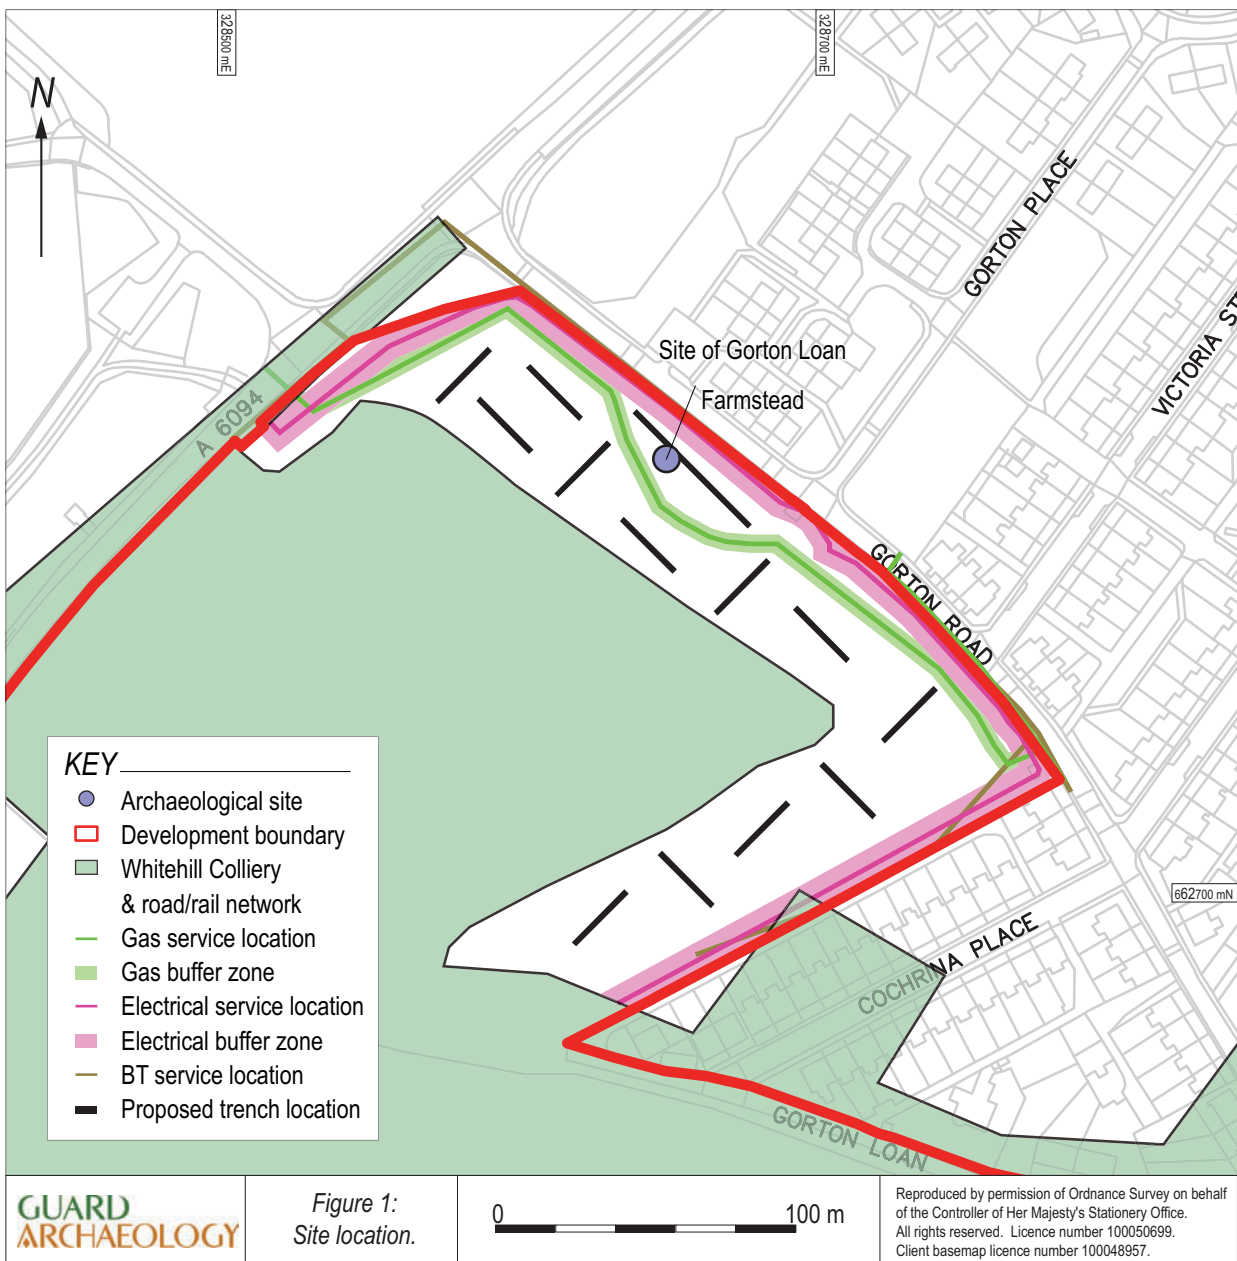 328500 mE
328700 mE
N
GORTON PLACE
VICTORIA ST
Site of Gorton Loan
Farmstead
A 6094
GORTON ROAD
KEY
Archaeological site
Development boundary
Whitehill Colliery
& road/rail network
Gas service location
Gas buffer zone
Electrical service location
Electrical buffer zone
BT service location
Proposed trench location
662700 mN
COCHRINA PLACE
GORTON LOAN
GUARD
ARCHAEOLOGY
Figure 1:
Site location.
0 100 m
Reproduced by permission of Ordnance Survey on behalf
of the Controller of Her Majesty's Stationery Office.
All rights reserved. Licence number 100050699.
Client basemap licence number 100048957.